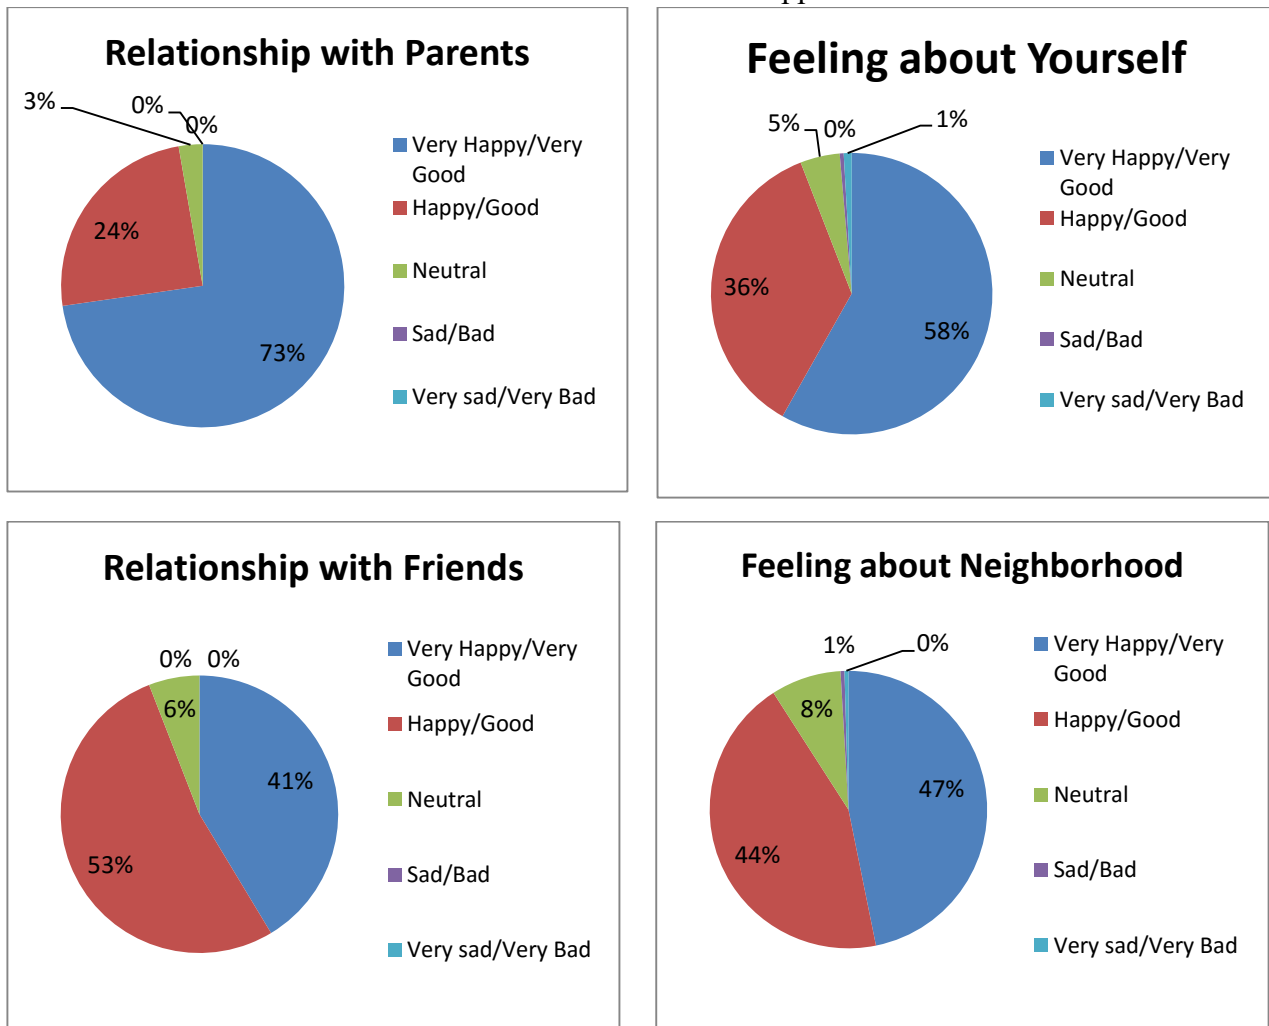 Relationship with Parents
3%
0%
0%
24%
73%
Very Happy/Very
Good
Happy/Good
Neutral
Sad/Bad
Very sad/Very Bad
Feeling about Yourself
5%
0%
1%
36%
58%
Very Happy/Very
Good
Happy/Good
Neutral
Sad/Bad
Very sad/Very Bad
Relationship with Friends
0%
0%
6%
41%
53%
Very Happy/Very
Good
Happy/Good
Neutral
Sad/Bad
Very sad/Very Bad
Feeling about Neighborhood
1%
0%
8%
47%
44%
Very Happy/Very
Good
Happy/Good
Neutral
Sad/Bad
Very sad/Very Bad